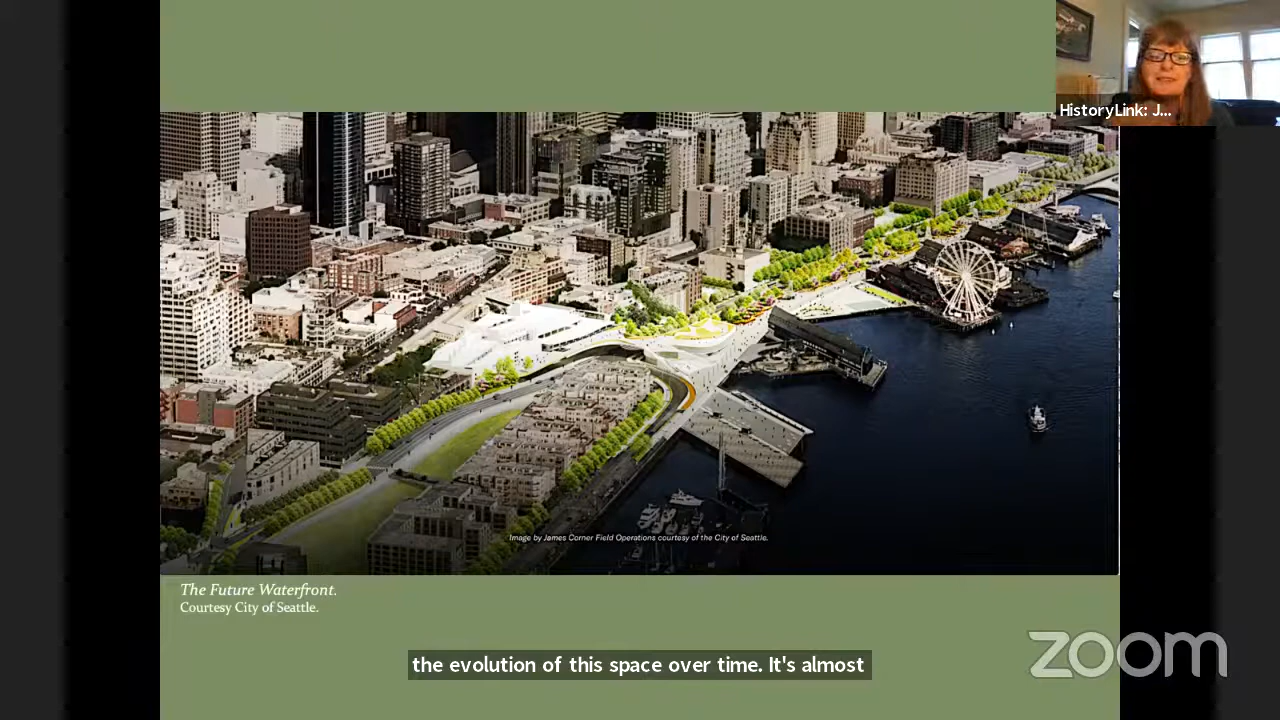 HistoryLink: J...
Image by James Corner Field Operations courtesy of the City of Seattle.
The Future Waterfront.
Courtesy City of Seattle.
the evolution of this space over time. It's almost
zoom